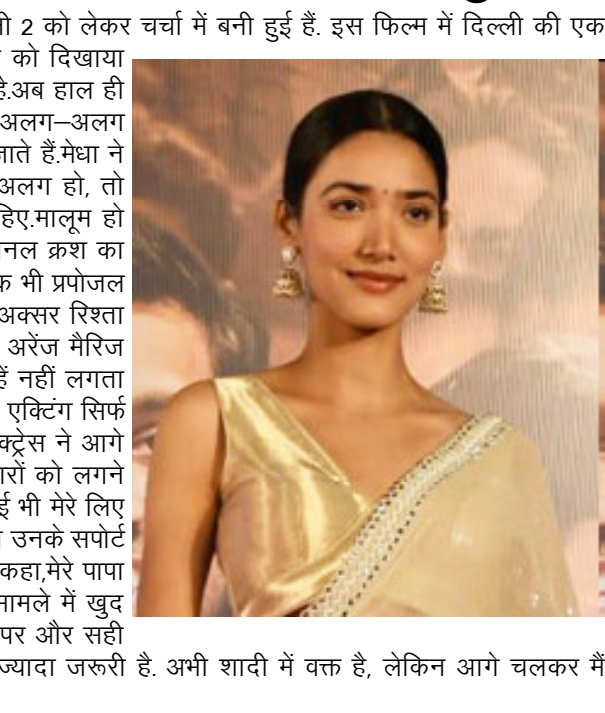 2 को लेकर चर्चा में बनी हुई हैं. इस फिल्म में दिल्ली की एक
को दिखाया
है.अब हाल ही
अलग–अलग
जाते हैं.मेधा ने
अलग हो, तो
मालूम हो
क्रश का
भी प्रपोजल
अक्सर रिश्ता
अरेंज मैरिज
नहीं लगता
एक्टिंग सिर्फ
ने आगे
को लगने
भी मेरे लिए
उनके सपोर्ट
कहा,मेरे पापा
मामले में खुद
पर और सही
ज्यादा जरूरी है. अभी शादी में वक्त है, लेकिन आगे चलकर मैं